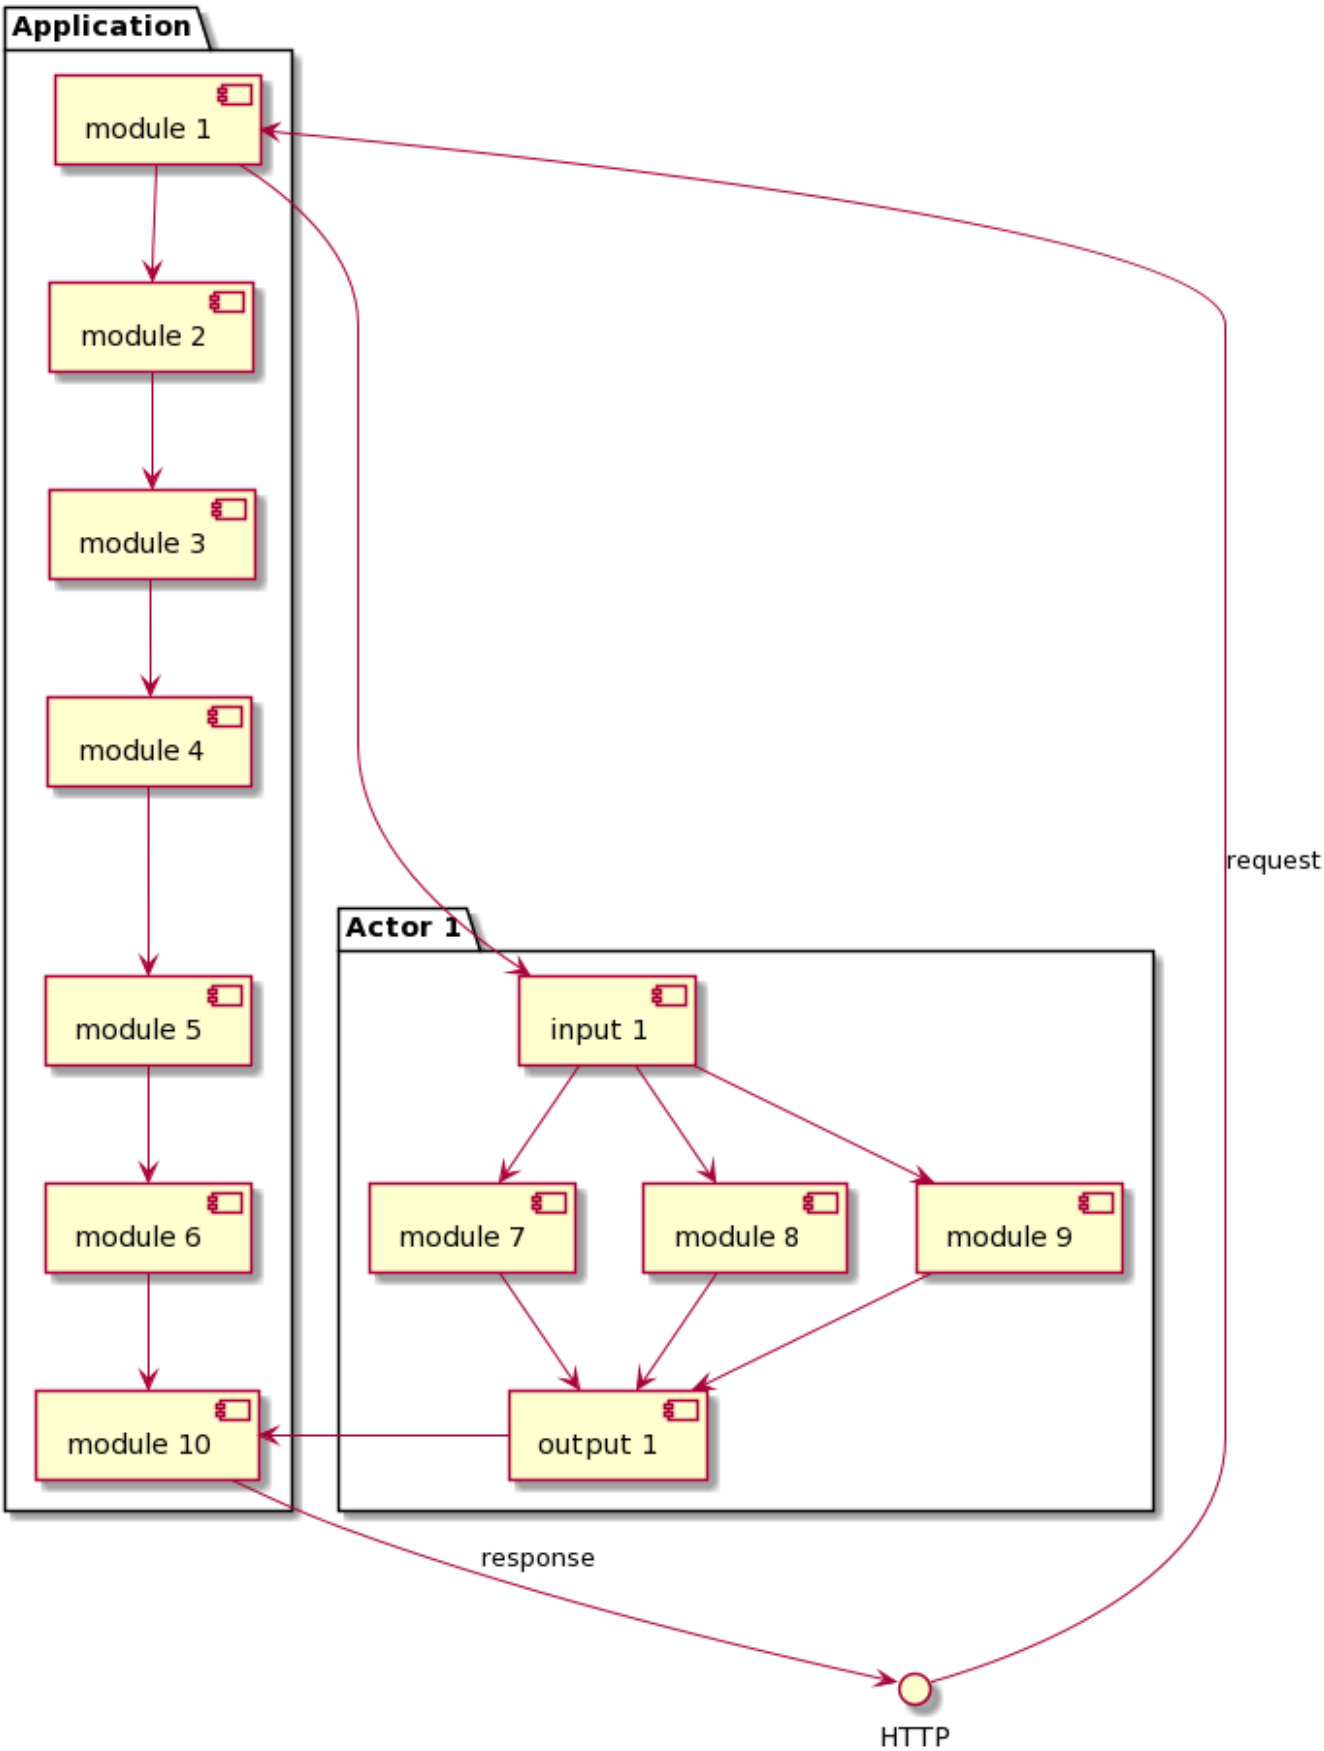 Application
module 1
module 2
module 3
module 4
request
Actor 1
module 5
input 1
module 6
module 7
module 8
module 9
module 10
output 1
response
HTTP